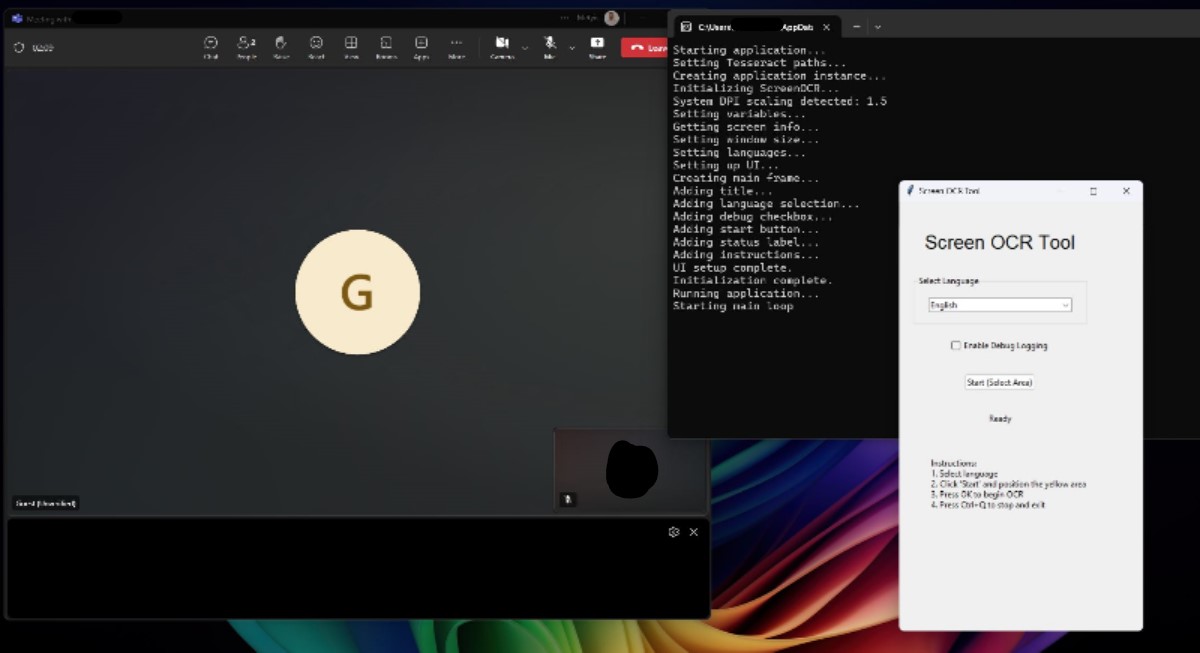 Meeting with
02:09
Chat
People
2
Raise
React
View
Rooms
Apps
More
Camera
Mic
Share
Leave
G
Guest (Unverified)
C:\Users\
AppData
Starting application...
Setting Tesseract paths...
Creating application instance...
Initializing ScreenOCR...
System DPI scaling detected: 1.5
Setting variables...
Getting screen info...
Setting window size...
Setting languages...
Setting up UI...
Creating main frame...
Adding title...
Adding language selection...
Adding debug checkbox...
Adding start button...
Adding status label...
Adding instructions...
UI setup complete.
Initialization complete.
Running application...
Starting main loop
Screen OCR Tool
Screen OCR Tool
Select Language
English
Enable Debug Logging
Start (Select Area)
Ready
Instructions:
1. Select language
2. Click 'Start' and position the yellow area
3. Press OK to begin OCR
4. Press Ctrl+Q to stop and exit